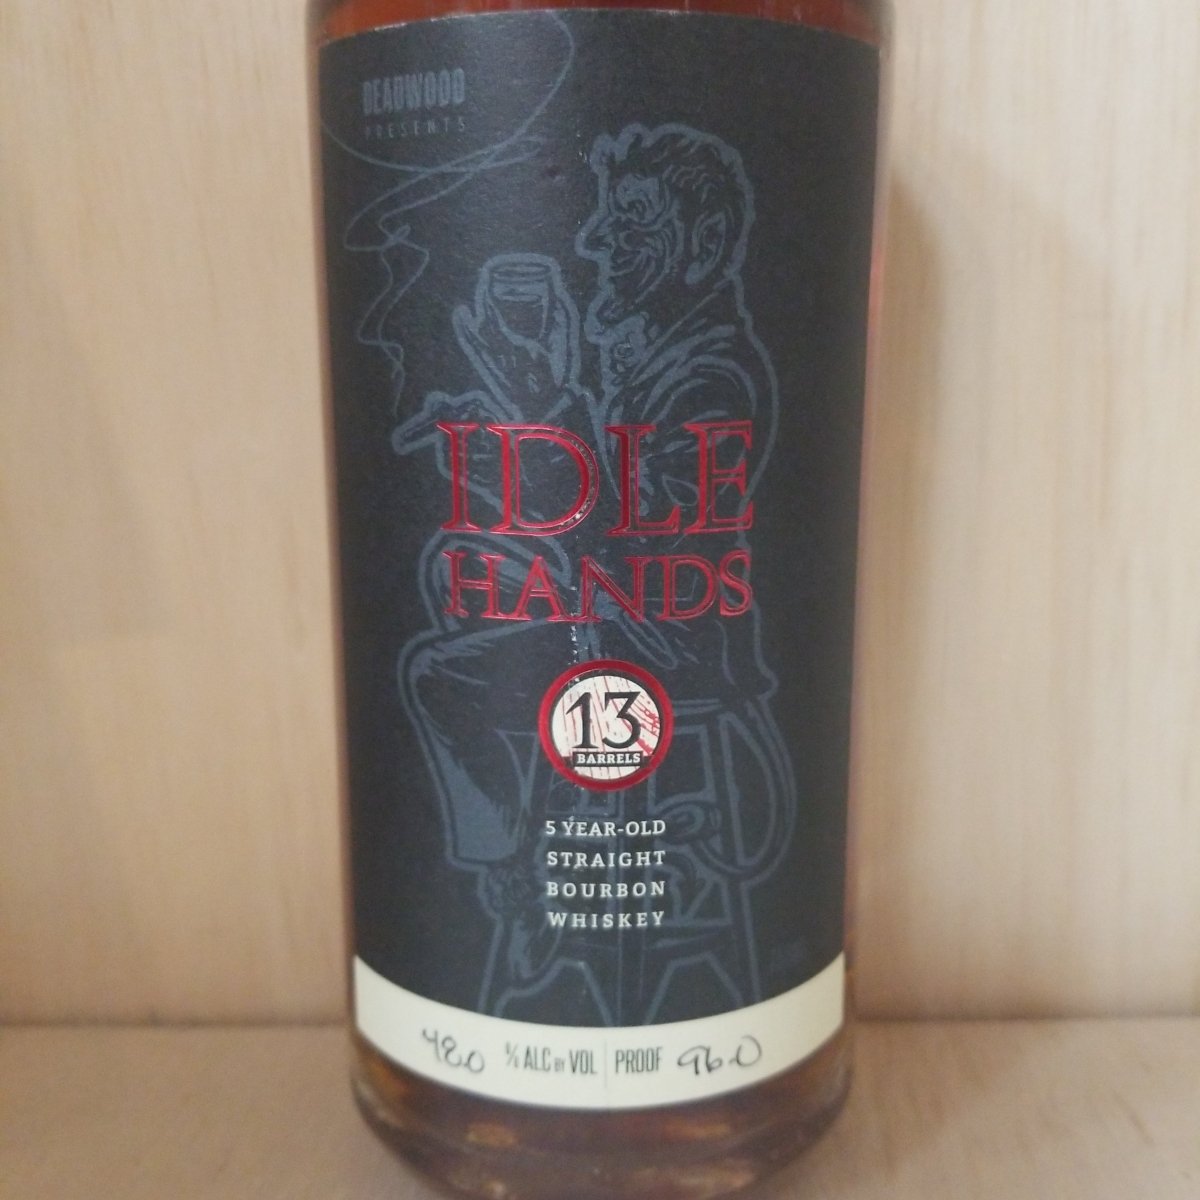 DEADWOOD
PRESENTS
IDLE
HANDS
13
BARRELS
5 YEAR-OLD
STRAIGHT
BOURBON
WHISKEY
48.0 % ALC BY VOL PROOF 96.0